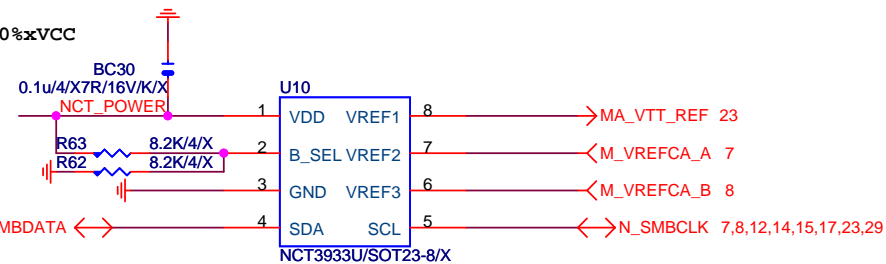 0%xVCC
BC30
0.1u/4/X7R/16V/K/X
NCT_POWER
U10
1 VDD VREF1 8 MA_VTT_REF 23
R63 8.2K/4/X
2 B_SEL VREF2 7 M_VREFCA_A 7
R62 8.2K/4/X
3 GND VREF3 6 M_VREFCA_B 8
MBDATA 4 SDA SCL 5 N_SMBCLK 7,8,12,14,15,17,23,29
NCT3933U/SOT23-8/X